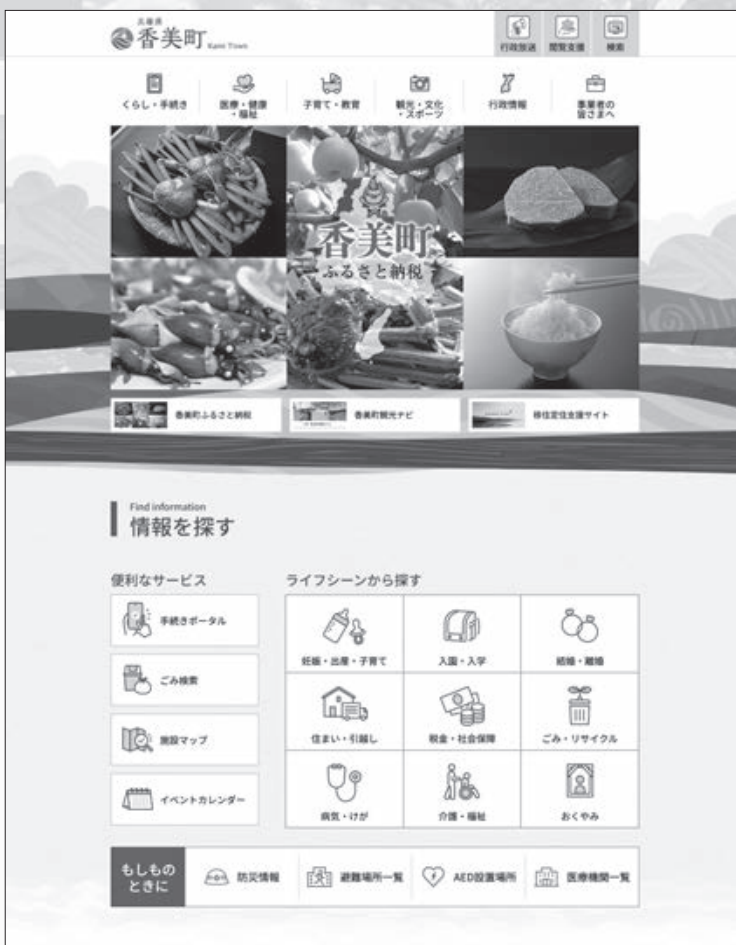 兵庫県
香美町 Kami Town
行政放送
閲覧支援
検索
くらし・手続き
医療・健康
・福祉
子育て・教育
観光・文化
・スポーツ
行政情報
事業者の
皆さまへ
香美町
ふるさと納税
香美町ふるさと納税
香美町観光ナビ
移住定住支援サイト
Find information
情報を探す
便利なサービス
手続きポータル
ごみ検索
施設マップ
イベントカレンダー
ライフシーンから探す
妊娠・出産・子育て
入園・入学
結婚・離婚
住まい・引越し
税金・社会保障
ごみ・リサイクル
病気・けが
介護・福祉
おくやみ
もしもの
ときに
防災情報
避難場所一覧
AED設置場所
医療機関一覧